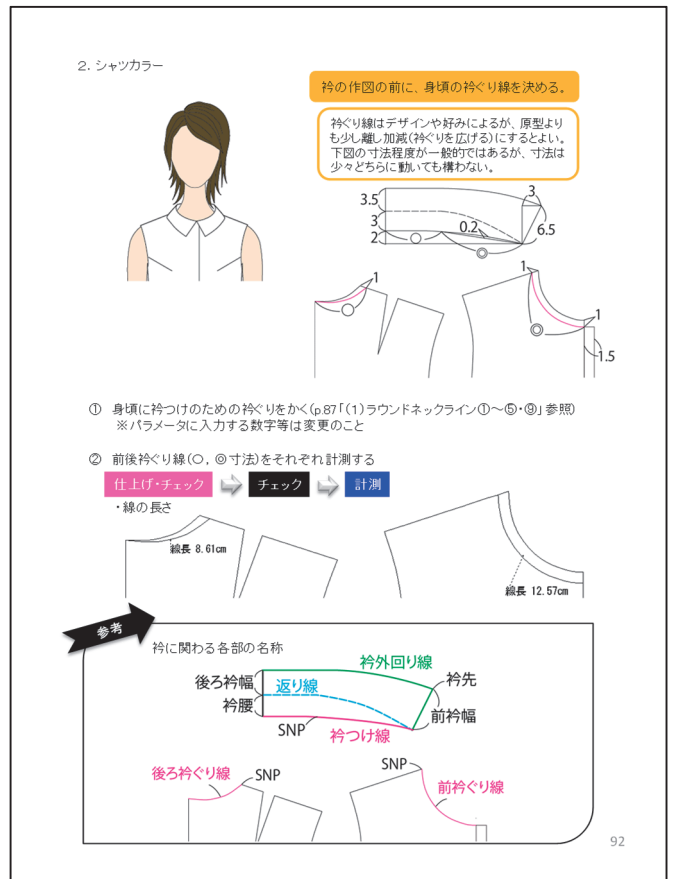 2. シャツカラー
衿の作図の前に、身頃の衿ぐり線を決める。
衿ぐり線はデザインや好みによるが、原型より
も少し離し加減(衿ぐりを広げる)にするとよい。
下図の寸法程度が一般的ではあるが、寸法は
少々どちらに動いても構わない。
3
3.5
3
0.2
6.5
2
○
◎
1
1
○
◎
1
1.5
① 身頃に衿つけのための衿ぐりをかく(p.87「(1)ラウンドネックライン①～⑤・⑨」参照)
※パラメータに入力する数字等は変更のこと
② 前後衿ぐり線(○, ◎寸法)をそれぞれ計測する
仕上げ・チェック チェック 計測
・線の長さ
線長 8.61cm
線長 12.57cm
参考
衿に関わる各部の名称
衿外回り線
後ろ衿幅
返り線
衿先
衿腰
前衿幅
SNP
衿つけ線
SNP
後ろ衿ぐり線
SNP
前衿ぐり線
92